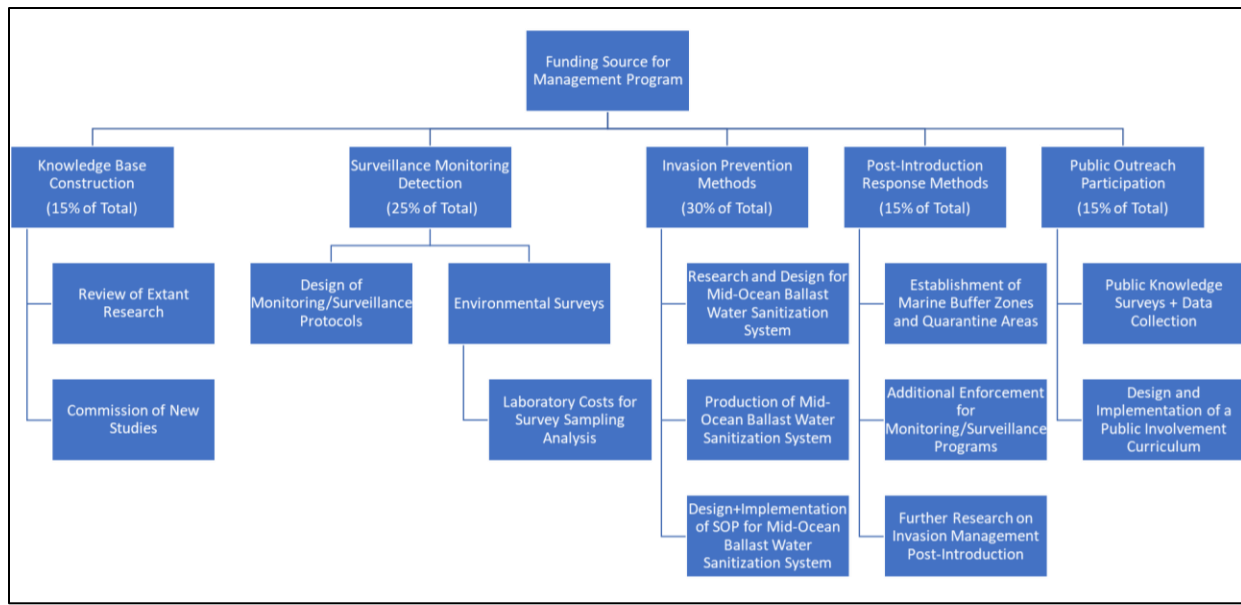 Funding Source for
Management Program
Knowledge Base
Construction
(15% of Total)
Surveillance Monitoring
Detection
(25% of Total)
Invasion Prevention
Methods
(30% of Total)
Post-Introduction
Response Methods
(15% of Total)
Public Outreach
Participation
(15% of Total)
Review of Extant
Research
Commission of New
Studies
Design of
Monitoring/Surveillance
Protocols
Environmental Surveys
Laboratory Costs for
Survey Sampling
Analysis
Research and Design for
Mid-Ocean Ballast
Water Sanitization
System
Production of Mid-
Ocean Ballast Water
Sanitization System
Design+Implementation
of SOP for Mid-Ocean
Ballast Water
Sanitization System
Establishment of
Marine Buffer Zones
and Quarantine Areas
Additional Enforcement
for
Monitoring/Surveillance
Programs
Further Research on
Invasion Management
Post-Introduction
Public Knowledge
Surveys + Data
Collection
Design and
Implementation of a
Public Involvement
Curriculum